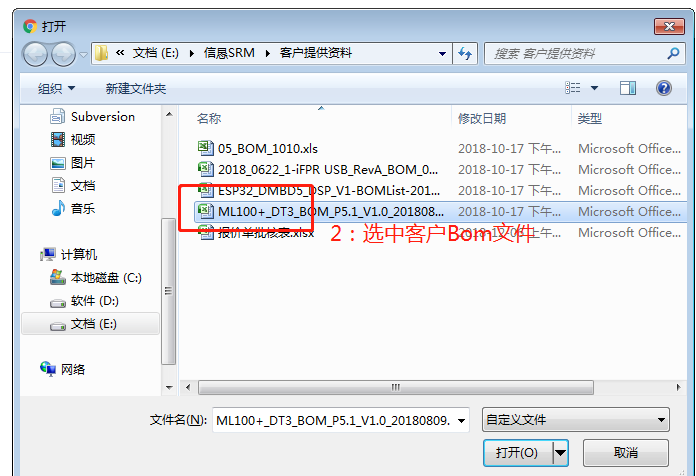 打开
« 文档 (E:) 信息SRM 客户提供资料
搜索 客户提供资料
组织 新建文件夹
名称 修改日期 类型
Subversion
视频
图片
文档
音乐
计算机
本地磁盘 (C:)
软件 (D:)
文档 (E:)
网络
05_BOM_1010.xls 2018-10-17 下午... Microsoft Office...
2018_0622_1-iFPR USB_RevA_BOM_0... 2018-10-17 下午... Microsoft Office...
ESP32_DMBD5_DSP_V1-BOMList-201... 2018-10-17 下午... Microsoft Office...
ML100+_DT3_BOM_P5.1_V1.0_201808... 2018-10-17 下午... Microsoft Office...
报价单批核表.xlsx Microsoft Office...
2：选中客户Bom文件
文件名(N): ML100+_DT3_BOM_P5.1_V1.0_20180809. 自定义文件
打开(O) 取消